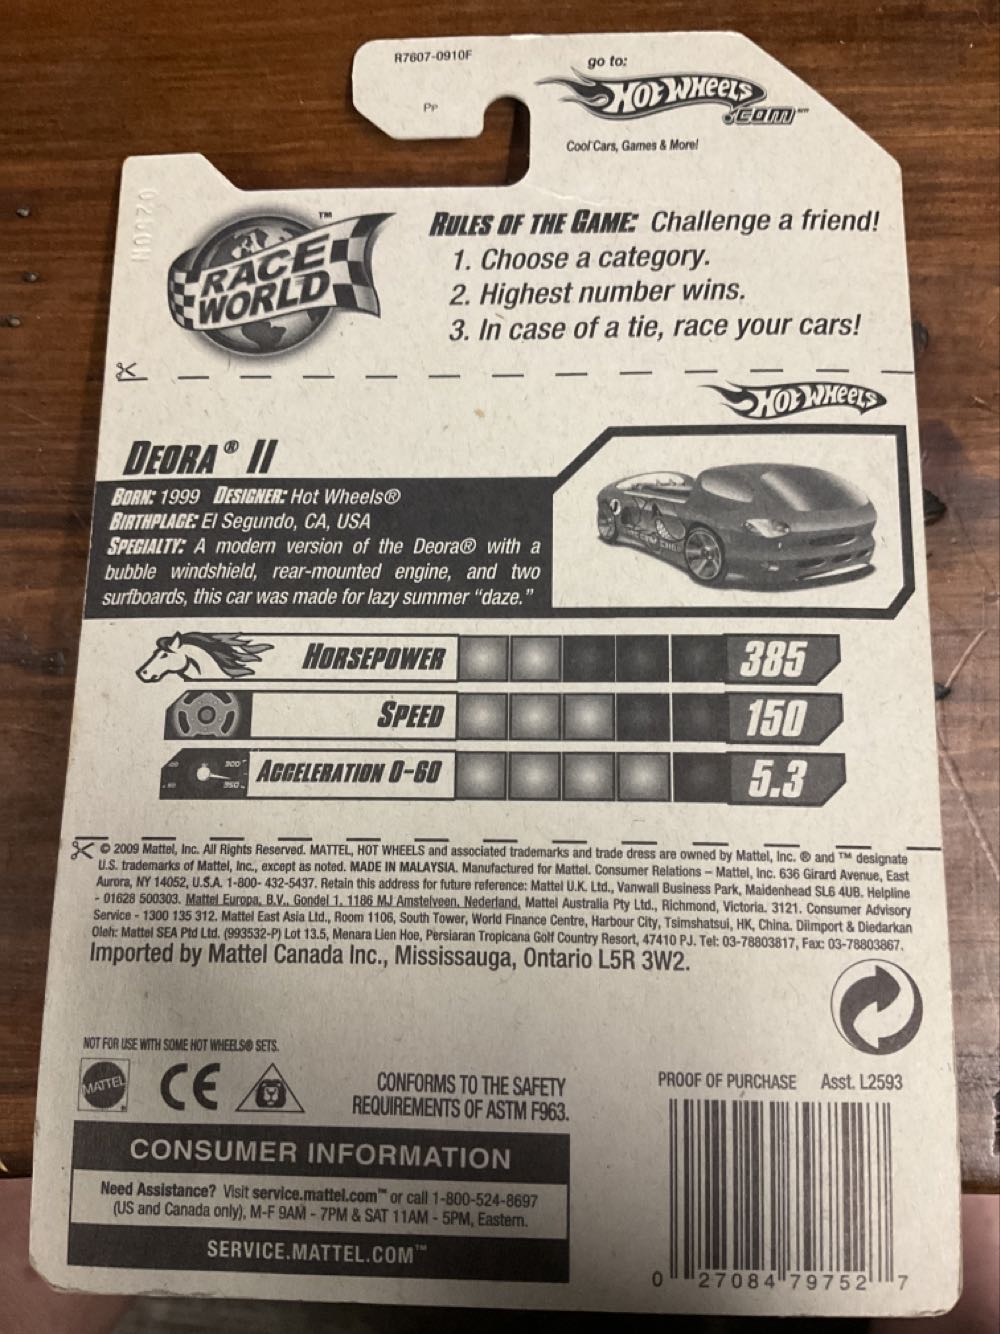 R7607-0910F
PP
go to:
HOT WHEELS
.COM™
Cool Cars, Games & More!
RACE
WORLD
™
RULES OF THE GAME: Challenge a friend!
1. Choose a category.
2. Highest number wins.
3. In case of a tie, race your cars!
HOT WHEELS
DEORA® II
BORN: 1999 DESIGNER: Hot Wheels®
BIRTHPLACE: El Segundo, CA, USA
SPECIALTY: A modern version of the Deora® with a
bubble windshield, rear-mounted engine, and two
surfboards, this car was made for lazy summer “daze.”
HORSEPOWER 385
SPEED 150
ACCELERATION 0-60 5.3
© 2009 Mattel, Inc. All Rights Reserved. MATTEL, HOT WHEELS and associated trademarks and trade dress are owned by Mattel, Inc. ® and ™ designate
U.S. trademarks of Mattel, Inc., except as noted. MADE IN MALAYSIA. Manufactured for Mattel. Consumer Relations – Mattel, Inc. 636 Girard Avenue, East
Aurora, NY 14052, U.S.A. 1-800- 432-5437. Retain this address for future reference: Mattel U.K. Ltd., Vanwall Business Park, Maidenhead SL6 4UB. Helpline
- 01628 500303. Mattel Europa, B.V., Gondel 1, 1186 MJ Amstelveen, Nederland. Mattel Australia Pty Ltd., Richmond, Victoria. 3121. Consumer Advisory
Service - 1300 135 312. Mattel East Asia Ltd., Room 1106, South Tower, World Finance Centre, Harbour City, Tsimshatsui, HK, China. Diimport & Diedarkan
Oleh: Mattel SEA Ptd Ltd. (993532-P) Lot 13.5, Menara Lien Hoe, Persiaran Tropicana Golf Country Resort, 47410 PJ. Tel: 03-78803817, Fax: 03-78803867.
Imported by Mattel Canada Inc., Mississauga, Ontario L5R 3W2.
NOT FOR USE WITH SOME HOT WHEELS® SETS.
MATTEL
CE
CONFORMS TO THE SAFETY
REQUIREMENTS OF ASTM F963.
PROOF OF PURCHASE Asst. L2593
CONSUMER INFORMATION
Need Assistance? Visit service.mattel.com™ or call 1-800-524-8697
(US and Canada only), M-F 9AM - 7PM & SAT 11AM - 5PM, Eastern.
SERVICE.MATTEL.COM™
0 27084 79752 7